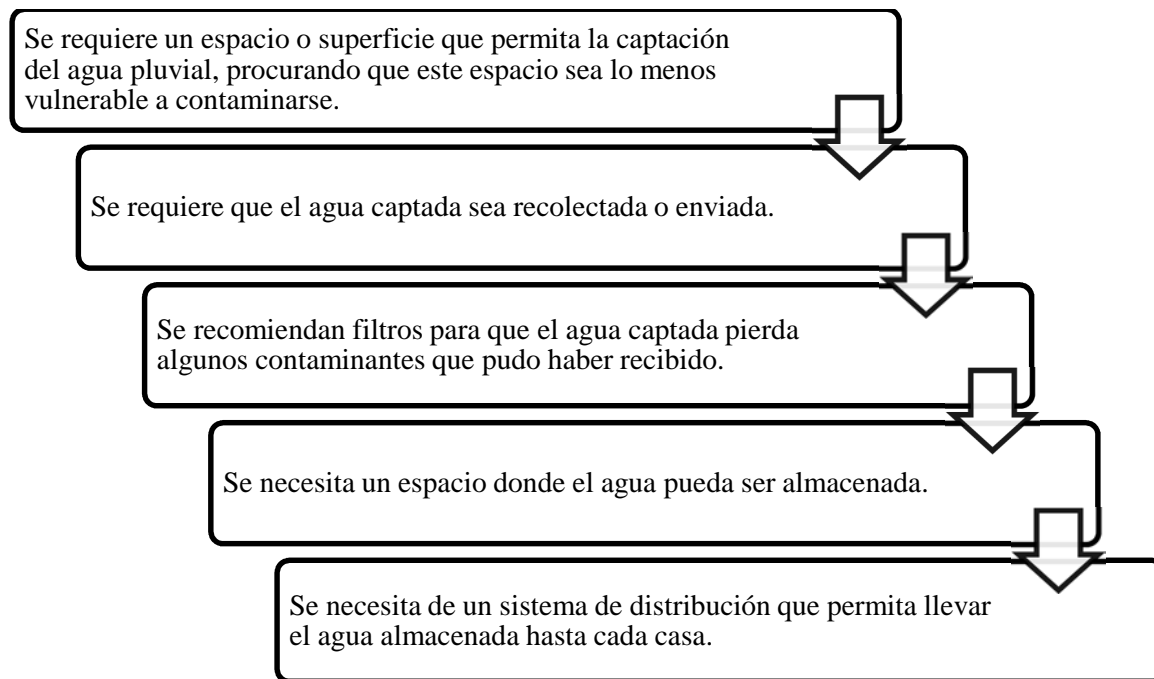 Se requiere un espacio o superficie que permita la captación
del agua pluvial, procurando que este espacio sea lo menos
vulnerable a contaminarse.
Se requiere que el agua captada sea recolectada o enviada.
Se recomiendan filtros para que el agua captada pierda
algunos contaminantes que pudo haber recibido.
Se necesita un espacio donde el agua pueda ser almacenada.
Se necesita de un sistema de distribución que permita llevar
el agua almacenada hasta cada casa.